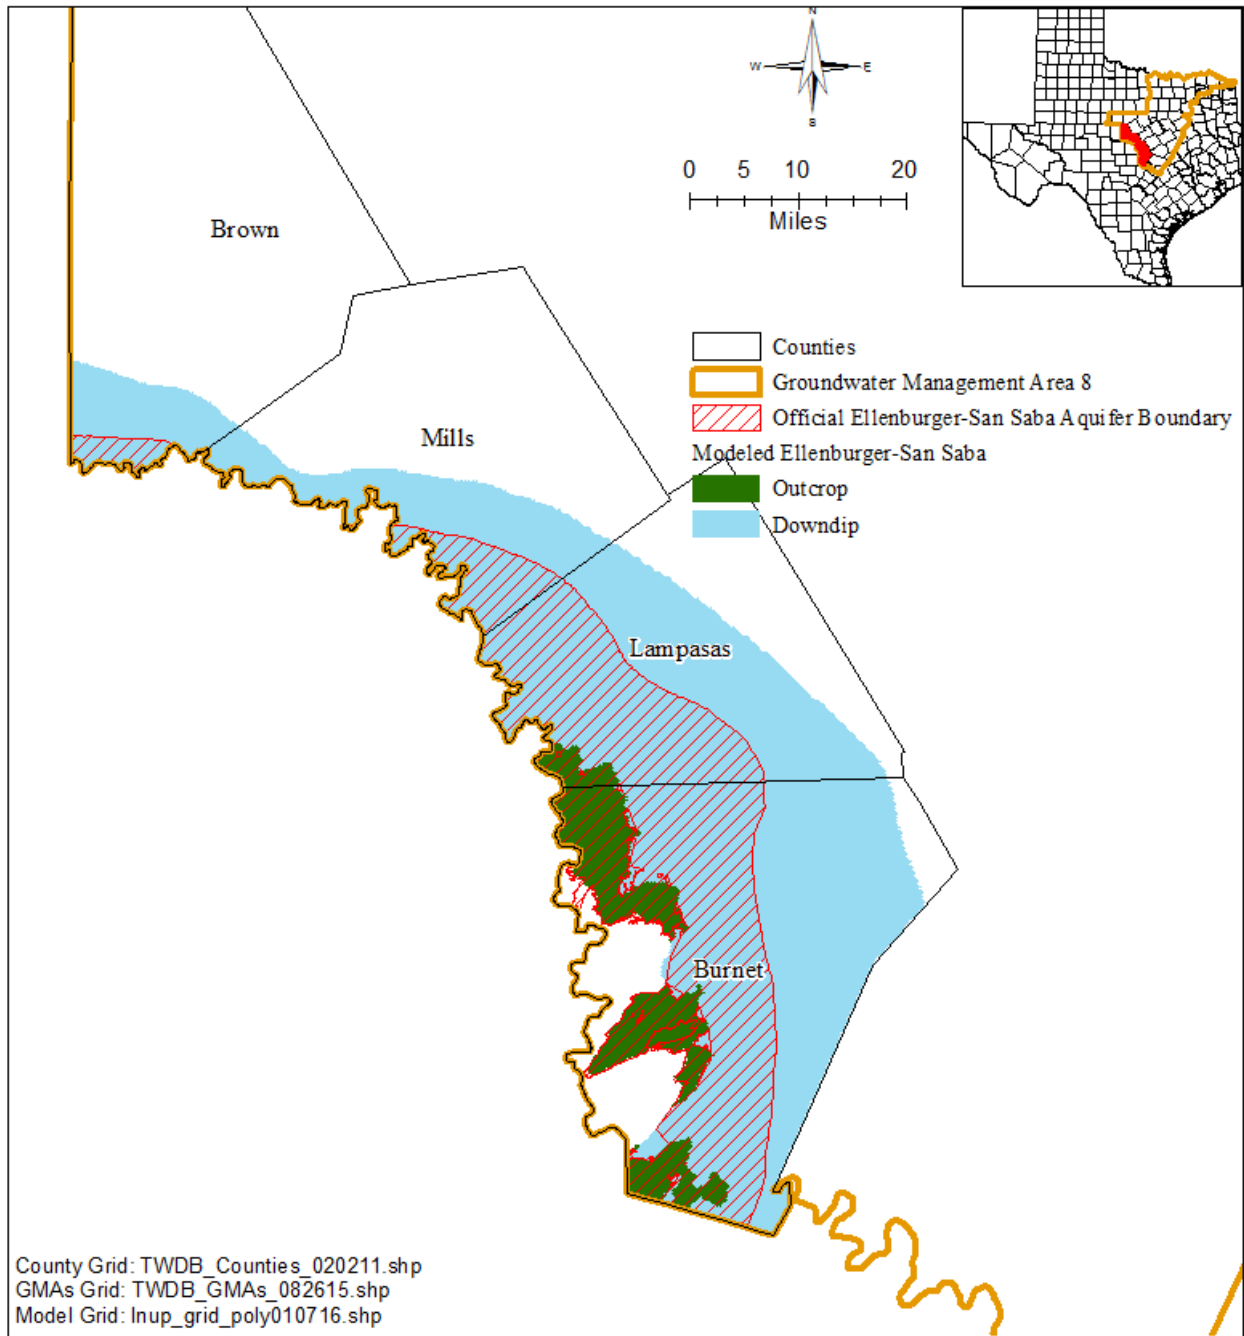 N
W E
S
0 5 10 20
Miles
Brown
Counties
Groundwater Management Area 8
Official Ellenburger-San Saba Aquifer Boundary
Mills
Modeled Ellenburger-San Saba
Outcrop
Downdip
Lampasas
Burnet
County Grid: TWDB_Counties_020211.shp
GMAs Grid: TWDB_GMAs_082615.shp
Model Grid: lnup_grid_poly010716.shp